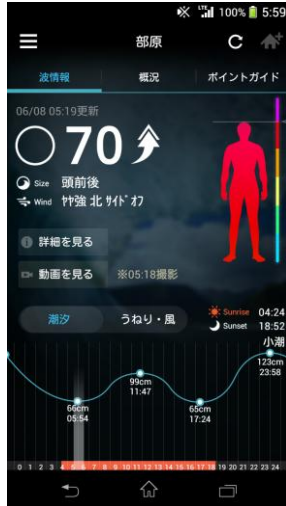 LTE 100% 5:59
部原
波情報 概況 ポイントガイド
06/08 05:19更新
○70
Size 頭前後
Wind ヤヤ強 北 サイドオフ
詳細を見る
動画を見る ※05:18撮影
潮汐 うねり・風
Sunrise 04:24
Sunset 18:52
小潮
123cm
23:58
99cm
11:47
66cm
05:54
65cm
17:24
0 1 2 3 4 5 6 7 8 9 10 11 12 13 14 15 16 17 18 19 20 21 22 23 24